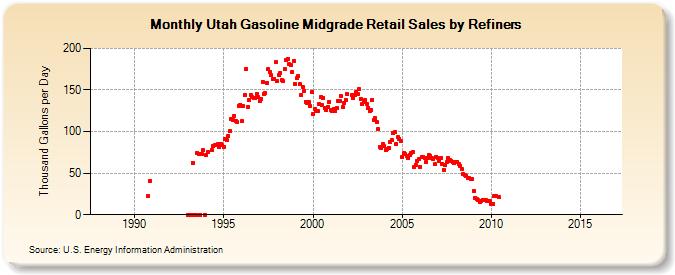 Monthly Utah Gasoline Midgrade Retail Sales by Refiners
Thousand Gallons per Day
200
150
100
50
0
1990 1995 2000 2005 2010 2015
Source: U.S. Energy Information Administration